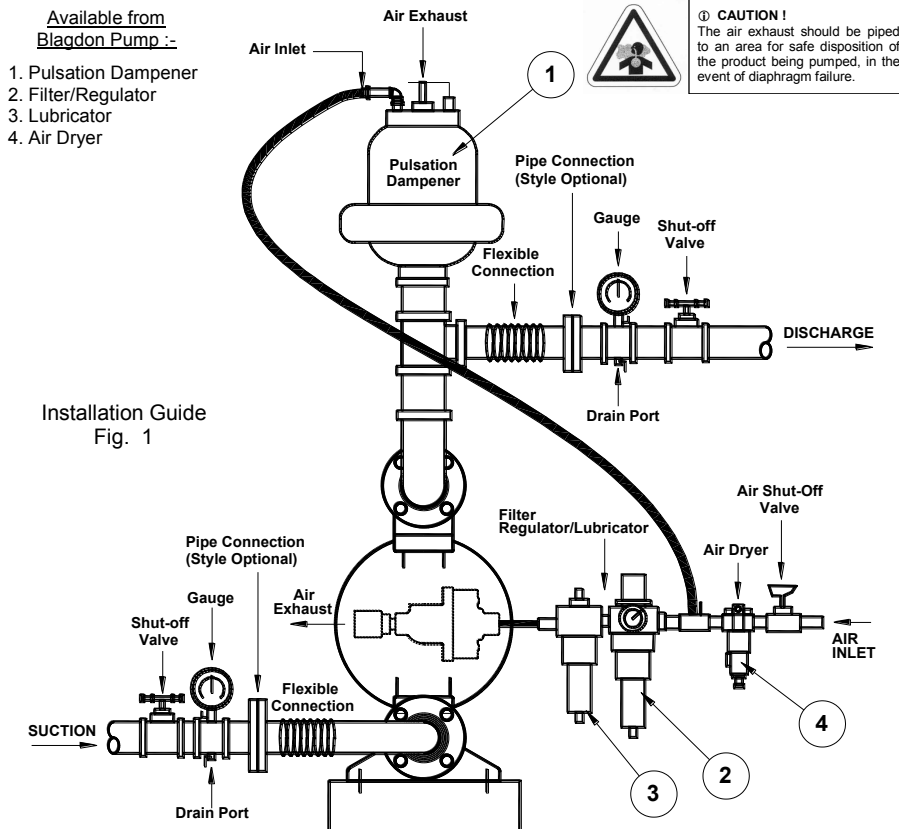 Available from
Blagdon Pump :-
1. Pulsation Dampener
2. Filter/Regulator
3. Lubricator
4. Air Dryer
Air Exhaust
Air Inlet
1
ⓘ CAUTION !
The air exhaust should be piped
to an area for safe disposition of
the product being pumped, in the
event of diaphragm failure.
Pulsation
Dampener
Pipe Connection
(Style Optional)
Gauge
Shut-off
Valve
Flexible
Connection
DISCHARGE
Drain Port
Installation Guide
Fig. 1
Filter
Regulator/Lubricator
Air Shut-Off
Valve
Air Dryer
Pipe Connection
(Style Optional)
Air
Exhaust
Gauge
Shut-off
Valve
Flexible
Connection
AIR
INLET
SUCTION
Drain Port
4
2
3